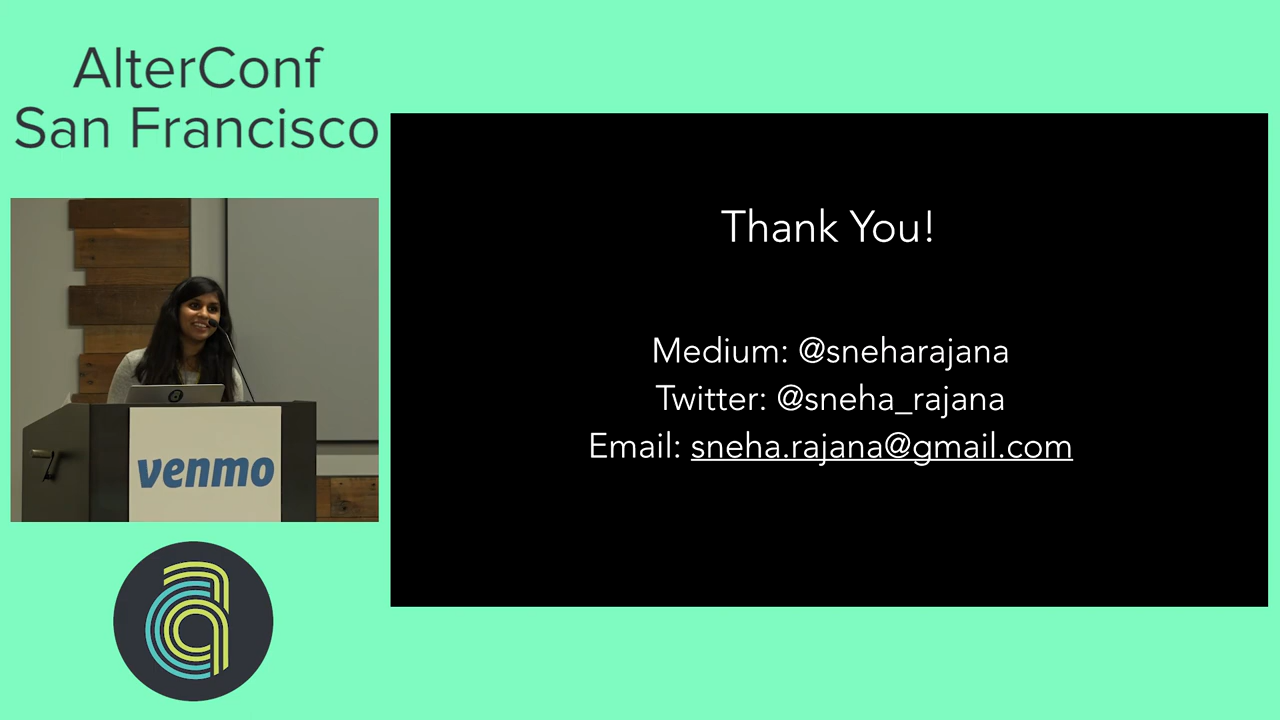 AlterConf
San Francisco
venmo
Thank You!
Medium: @sneharajana
Twitter: @sneha_rajana
Email: sneha.rajana@gmail.com